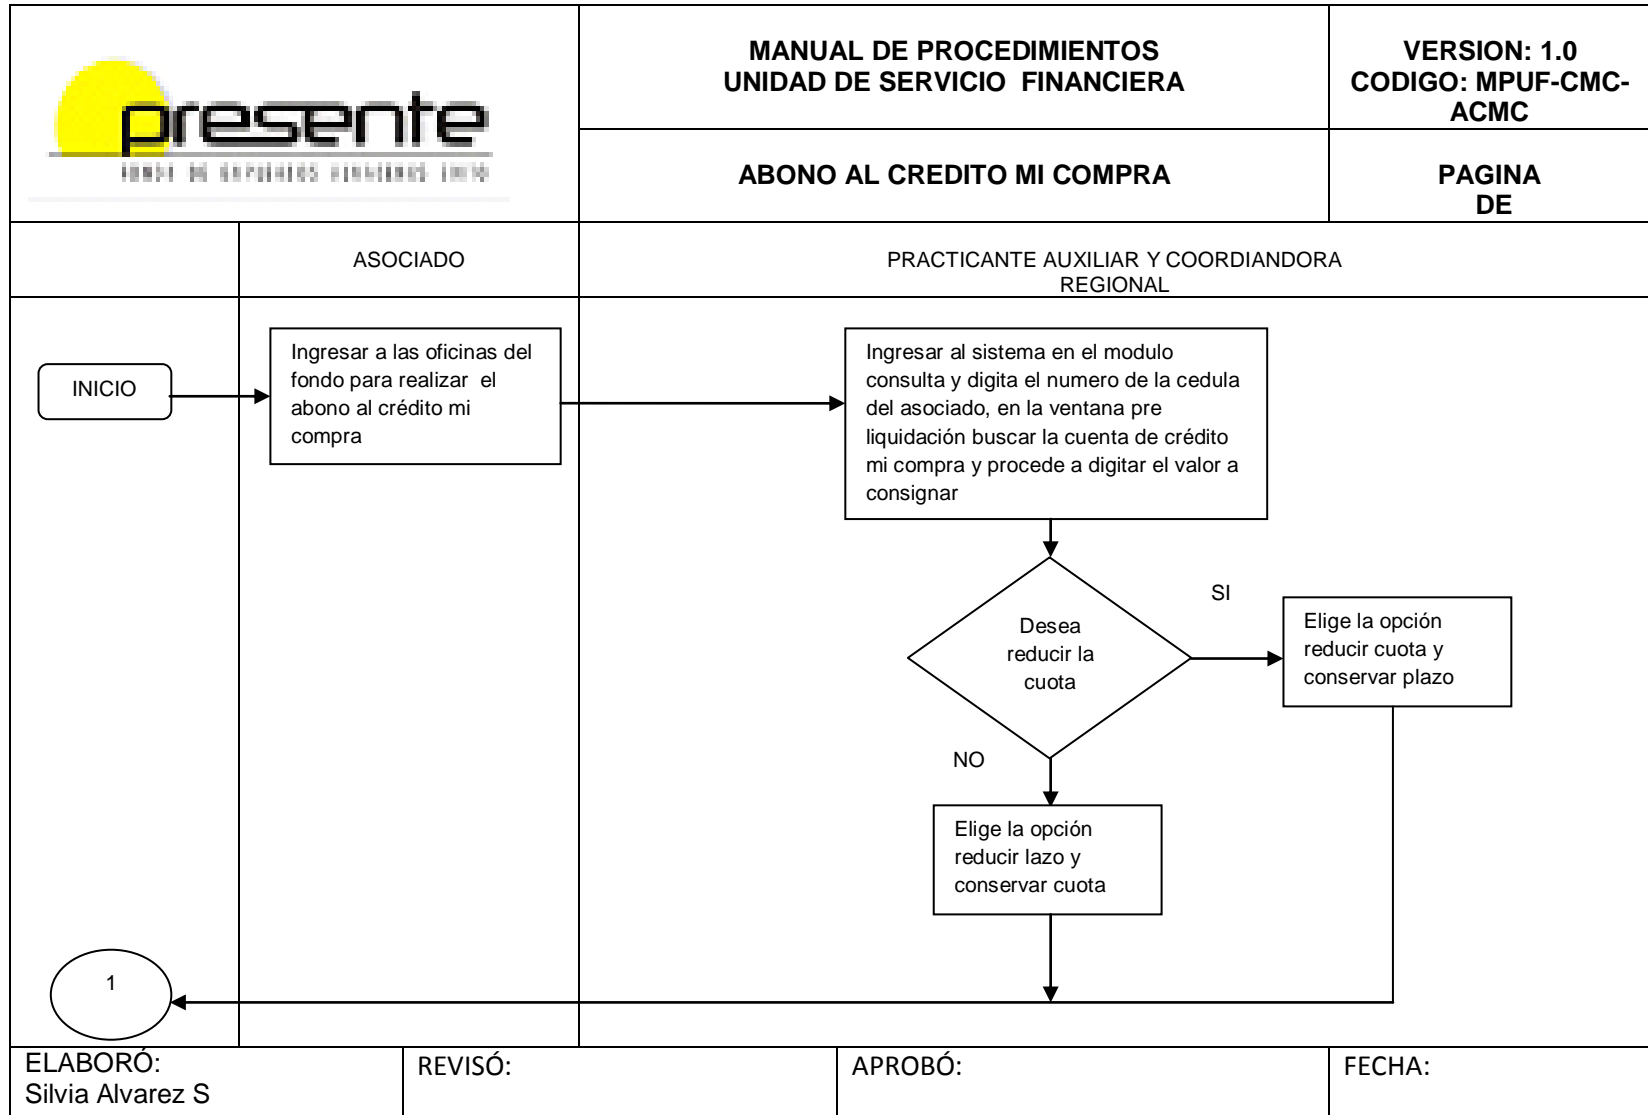 presente
MANUAL DE PROCEDIMIENTOS
UNIDAD DE SERVICIO FINANCIERA
VERSION: 1.0
CODIGO: MPUF-CMC-
ACMC
ABONO AL CREDITO MI COMPRA
PAGINA
DE
ASOCIADO
PRACTICANTE AUXILIAR Y COORDIANDORA
REGIONAL
INICIO
Ingresar a las oficinas del
fondo para realizar el
abono al crédito mi
compra
Ingresar al sistema en el modulo
consulta y digita el numero de la cedula
del asociado, en la ventana pre
liquidación buscar la cuenta de crédito
mi compra y procede a digitar el valor a
consignar
Desea
reducir la
cuota
SI
Elige la opción
reducir cuota y
conservar plazo
NO
Elige la opción
reducir lazo y
conservar cuota
1
ELABORÓ:
Silvia Alvarez S
REVISÓ:
APROBÓ:
FECHA: